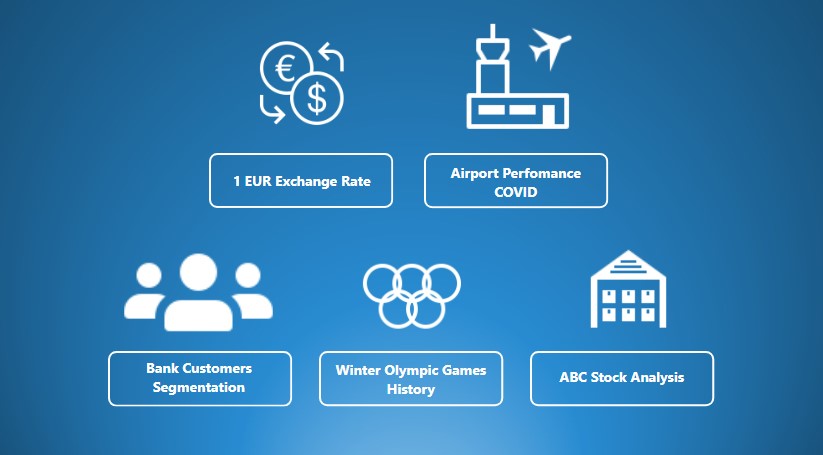 €
$
1 EUR Exchange Rate
Airport Perfomance
COVID
Bank Customers
Segmentation
Winter Olympic Games
History
ABC Stock Analysis